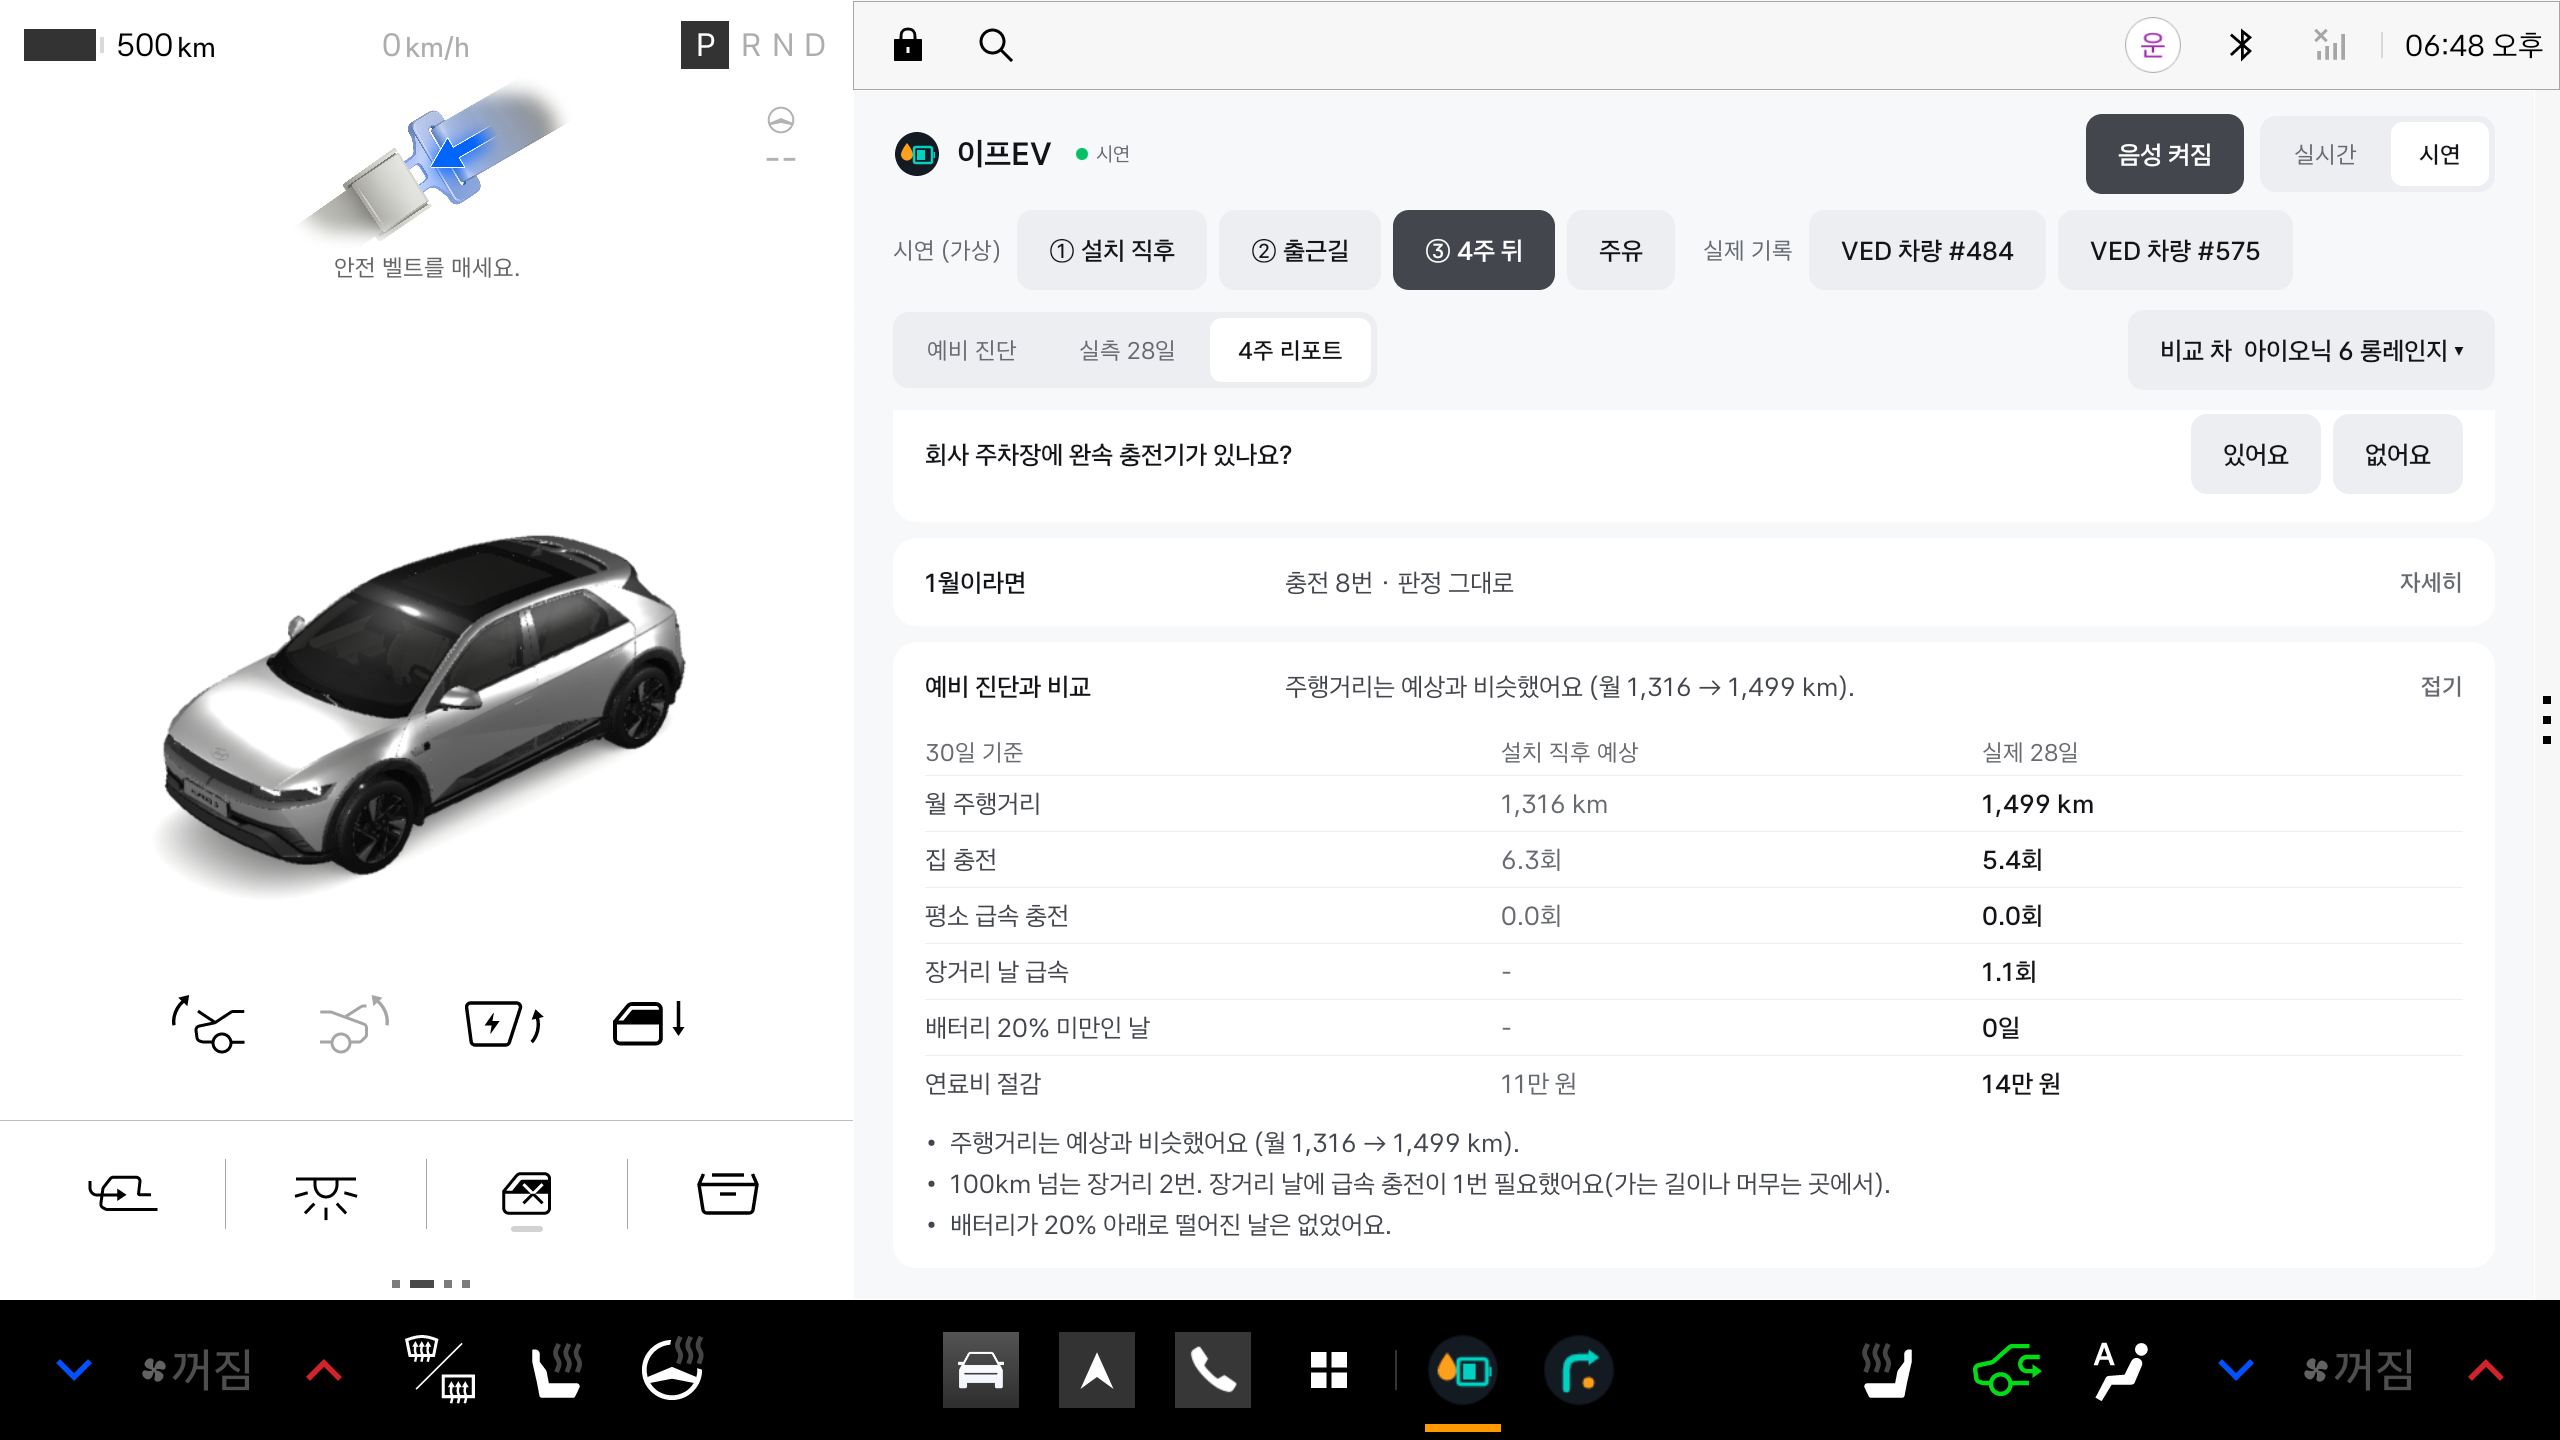 500 km
0 km/h
P R N D
운
06:48 오후
안전 벨트를 매세요.
이프EV
시연
음성 켜짐
실시간
시연
시연 (가상)
① 설치 직후
② 출근길
③ 4주 뒤
주유
실제 기록
VED 차량 #484
VED 차량 #575
예비 진단
실측 28일
4주 리포트
비교 차 아이오닉 6 롱레인지 ▾
회사 주차장에 완속 충전기가 있나요?
있어요
없어요
1월이라면
충전 8번 · 판정 그대로
자세히
예비 진단과 비교
주행거리는 예상과 비슷했어요 (월 1,316 → 1,499 km).
접기
30일 기준 설치 직후 예상 실제 28일
월 주행거리 1,316 km 1,499 km
집 충전 6.3회 5.4회
평소 급속 충전 0.0회 0.0회
장거리 날 급속 - 1.1회
배터리 20% 미만인 날 - 0일
연료비 절감 11만 원 14만 원
• 주행거리는 예상과 비슷했어요 (월 1,316 → 1,499 km).
• 100km 넘는 장거리 2번. 장거리 날에 급속 충전이 1번 필요했어요(가는 길이나 머무는 곳에서).
• 배터리가 20% 아래로 떨어진 날은 없었어요.
꺼짐
A
꺼짐